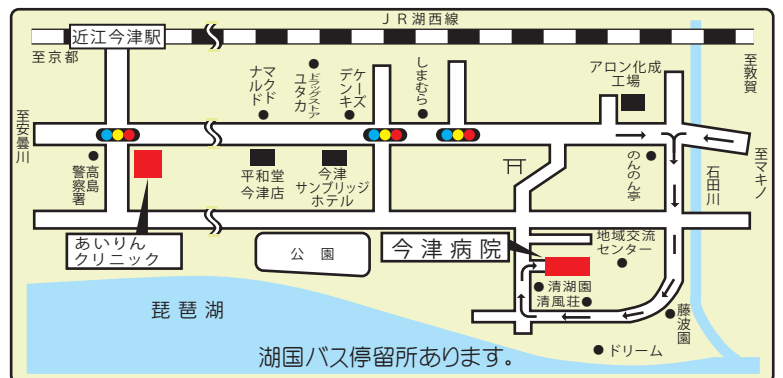 JR湖西線
近江今津駅
至京都
至敦賀
マクド
ナルド
ドラッグストア
ユタカ
ケーズ
デンキ
しまむら
アロン化成
工場
至安曇川
至マキノ
高島
警察署
平和堂
今津店
今津
サンブリッジ
ホテル
のんのん亭
石田川
あいりん
クリニック
公園
今津病院
地域交流
センター
清湖園
清風荘
藤波園
琵琶湖
ドリーム
湖国バス停留所あります。